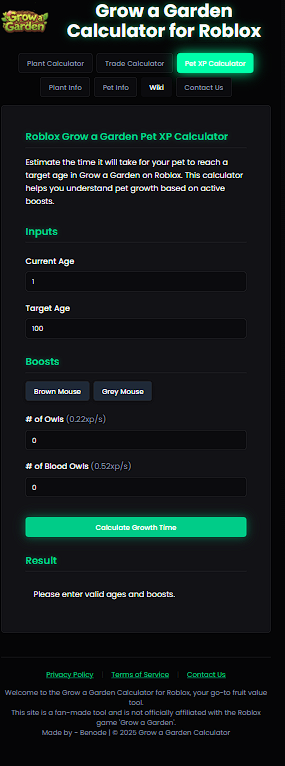 Grow a Garden
Grow a Garden
Calculator for Roblox
Plant Calculator
Trade Calculator
Pet XP Calculator
Plant Info
Pet Info
Wiki
Contact Us
Roblox Grow a Garden Pet XP Calculator
Estimate the time it will take for your pet to reach a
target age in Grow a Garden on Roblox. This calculator
helps you understand pet growth based on active
boosts.
Inputs
Current Age
1
Target Age
100
Boosts
Brown Mouse
Grey Mouse
# of Owls (0.22xp/s)
0
# of Blood Owls (0.52xp/s)
0
Calculate Growth Time
Result
Please enter valid ages and boosts.
Privacy Policy | Terms of Service | Contact Us
Welcome to the Grow a Garden Calculator for Roblox, your go-to fruit value
tool.
This site is a fan-made tool and is not officially affiliated with the Roblox
game 'Grow a Garden'.
Made by - Benode | © 2025 Grow a Garden Calculator